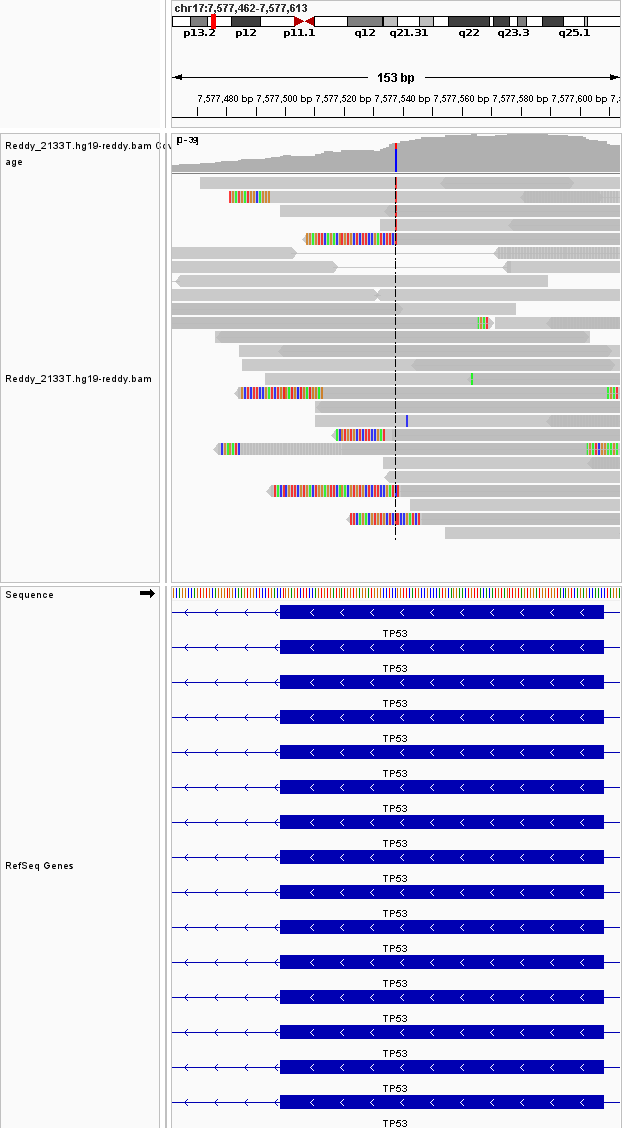 chr17:7,577,462-7,577,613
p13.2 p12 p11.1 q12 q21.31 q22 q23.3 q25.1
153 bp
7,577,480 bp 7,577,500 bp 7,577,520 bp 7,577,540 bp 7,577,560 bp 7,577,580 bp 7,577,600 bp
Reddy_2133T.hg19-reddy.bam Cov
age
[0-39]
Reddy_2133T.hg19-reddy.bam
Sequence
TP53
TP53
TP53
TP53
TP53
TP53
TP53
RefSeq Genes
TP53
TP53
TP53
TP53
TP53
TP53
TP53
TP53